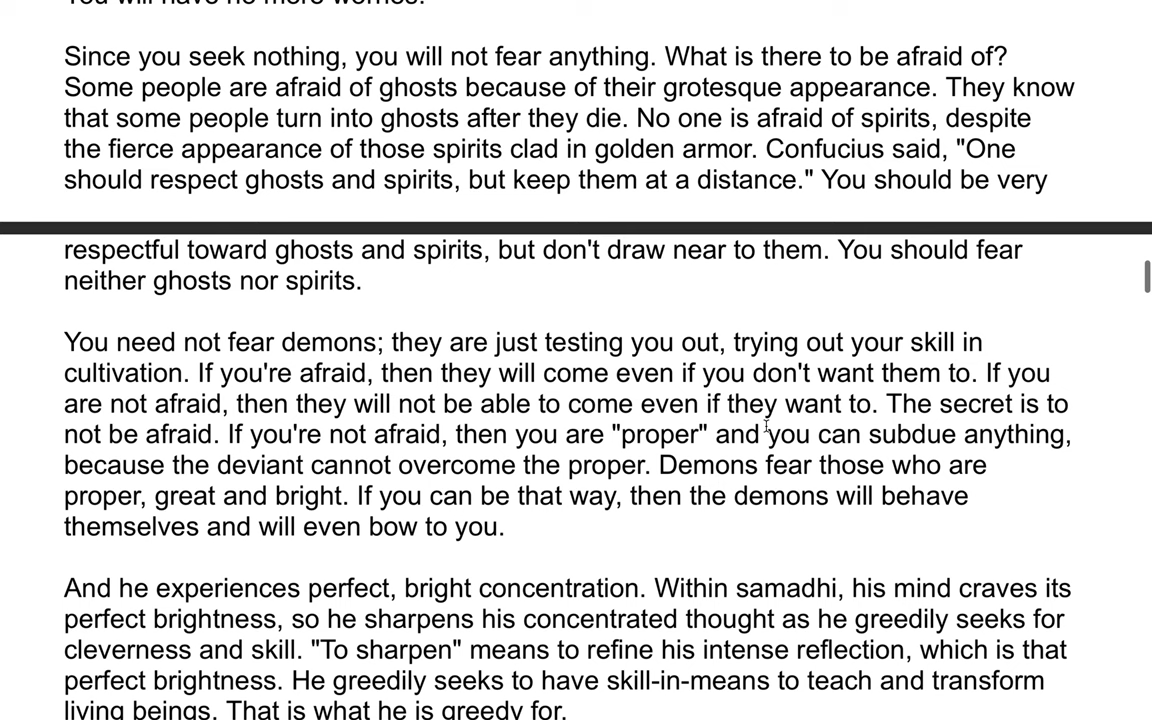 You will have no more worries.
Since you seek nothing, you will not fear anything. What is there to be afraid of?
Some people are afraid of ghosts because of their grotesque appearance. They know
that some people turn into ghosts after they die. No one is afraid of spirits, despite
the fierce appearance of those spirits clad in golden armor. Confucius said, "One
should respect ghosts and spirits, but keep them at a distance." You should be very
respectful toward ghosts and spirits, but don't draw near to them. You should fear
neither ghosts nor spirits.
You need not fear demons; they are just testing you out, trying out your skill in
cultivation. If you're afraid, then they will come even if you don't want them to. If you
are not afraid, then they will not be able to come even if they want to. The secret is to
not be afraid. If you're not afraid, then you are "proper" and you can subdue anything,
because the deviant cannot overcome the proper. Demons fear those who are
proper, great and bright. If you can be that way, then the demons will behave
themselves and will even bow to you.
And he experiences perfect, bright concentration. Within samadhi, his mind craves its
perfect brightness, so he sharpens his concentrated thought as he greedily seeks for
cleverness and skill. "To sharpen" means to refine his intense reflection, which is that
perfect brightness. He greedily seeks to have skill-in-means to teach and transform
living beings. That is what he is greedy for.